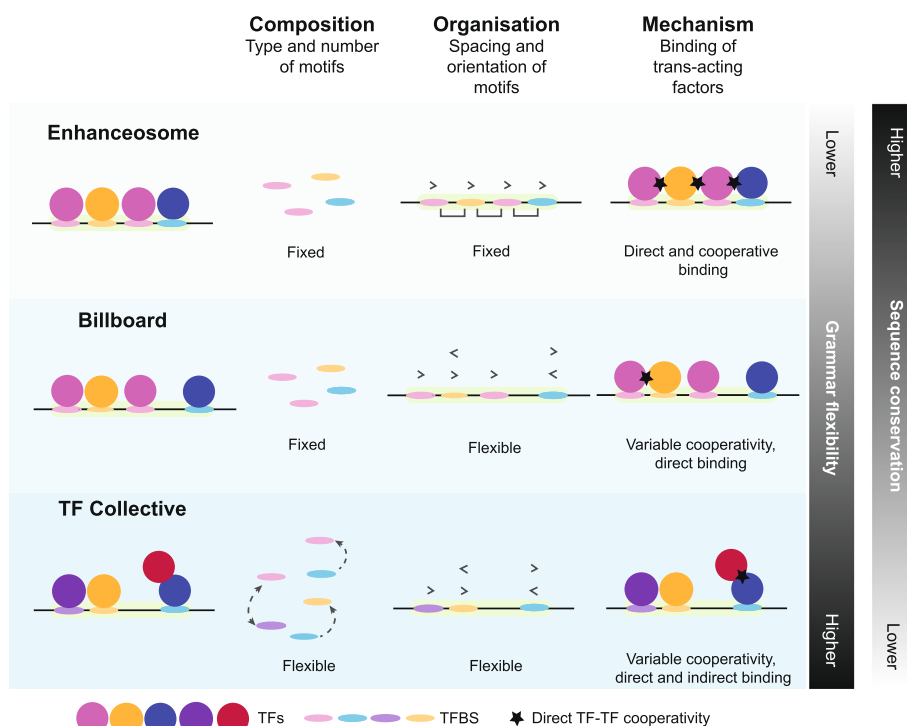 Composition
Type and number
of motifs
Organisation
Spacing and
orientation of
motifs
Mechanism
Binding of
trans-acting
factors
Enhanceosome
Fixed
Fixed
Direct and cooperative
binding
Billboard
Fixed
Flexible
Variable cooperativity,
direct binding
TF Collective
Flexible
Flexible
Variable cooperativity,
direct and indirect binding
Lower
Grammar flexibility
Higher
Higher
Sequence conservation
Lower
TFs
TFBS
Direct TF-TF cooperativity